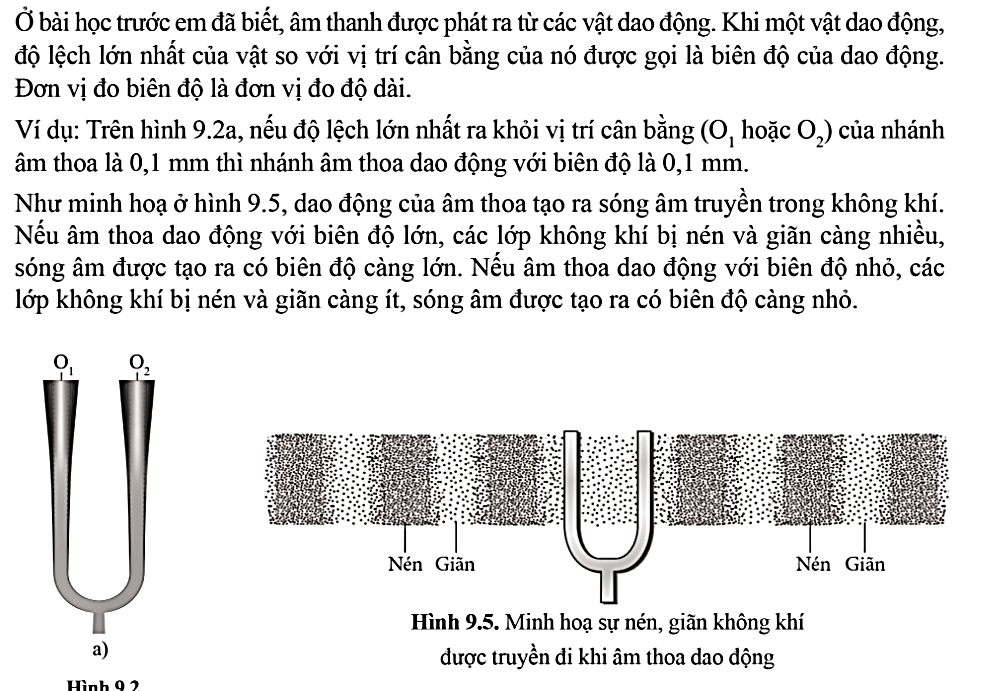 Ở bài học trước em đã biết, âm thanh được phát ra từ các vật dao động. Khi một vật dao động,
độ lệch lớn nhất của vật so với vị trí cân bằng của nó được gọi là biên độ của dao động.
Đơn vị đo biên độ là đơn vị đo độ dài.
Ví dụ: Trên hình 9.2a, nếu độ lệch lớn nhất ra khỏi vị trí cân bằng (O₁ hoặc O₂) của nhánh
âm thoa là 0,1 mm thì nhánh âm thoa dao động với biên độ là 0,1 mm.
Như minh hoạ ở hình 9.5, dao động của âm thoa tạo ra sóng âm truyền trong không khí.
Nếu âm thoa dao động với biên độ lớn, các lớp không khí bị nén và giãn càng nhiều,
sóng âm được tạo ra có biên độ càng lớn. Nếu âm thoa dao động với biên độ nhỏ, các
lớp không khí bị nén và giãn càng ít, sóng âm được tạo ra có biên độ càng nhỏ.
O₁ O₂
a)
Hình 9.2
Nén Giãn
Nén Giãn
Hình 9.5. Minh hoạ sự nén, giãn không khí
được truyền đi khi âm thoa dao động